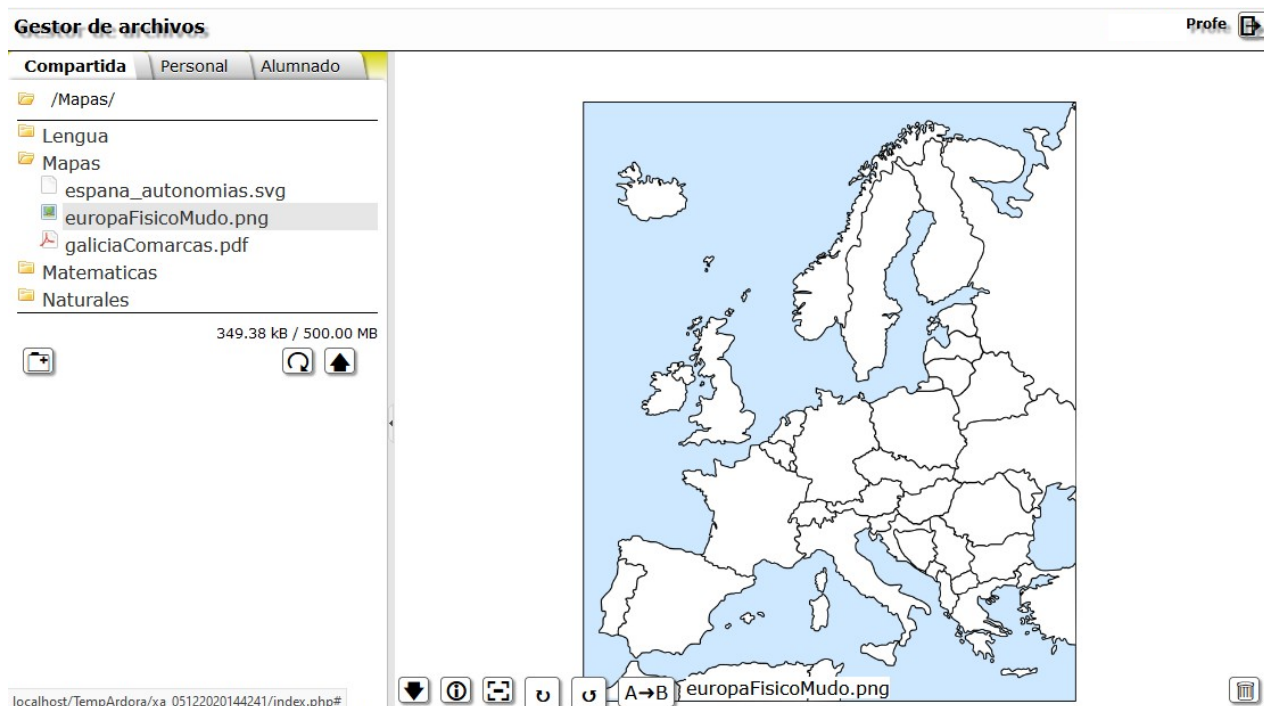 Gestor de archivos
Profe
Compartida
Personal
Alumnado
/Mapas/
Lengua
Mapas
espana_autonomias.svg
europaFisicoMudo.png
galiciaComarcas.pdf
Matematicas
Naturales
349.38 kB / 500.00 MB
A→B
europaFisicoMudo.png
localhost/TempArdora/xa_05122020144241/index.php#